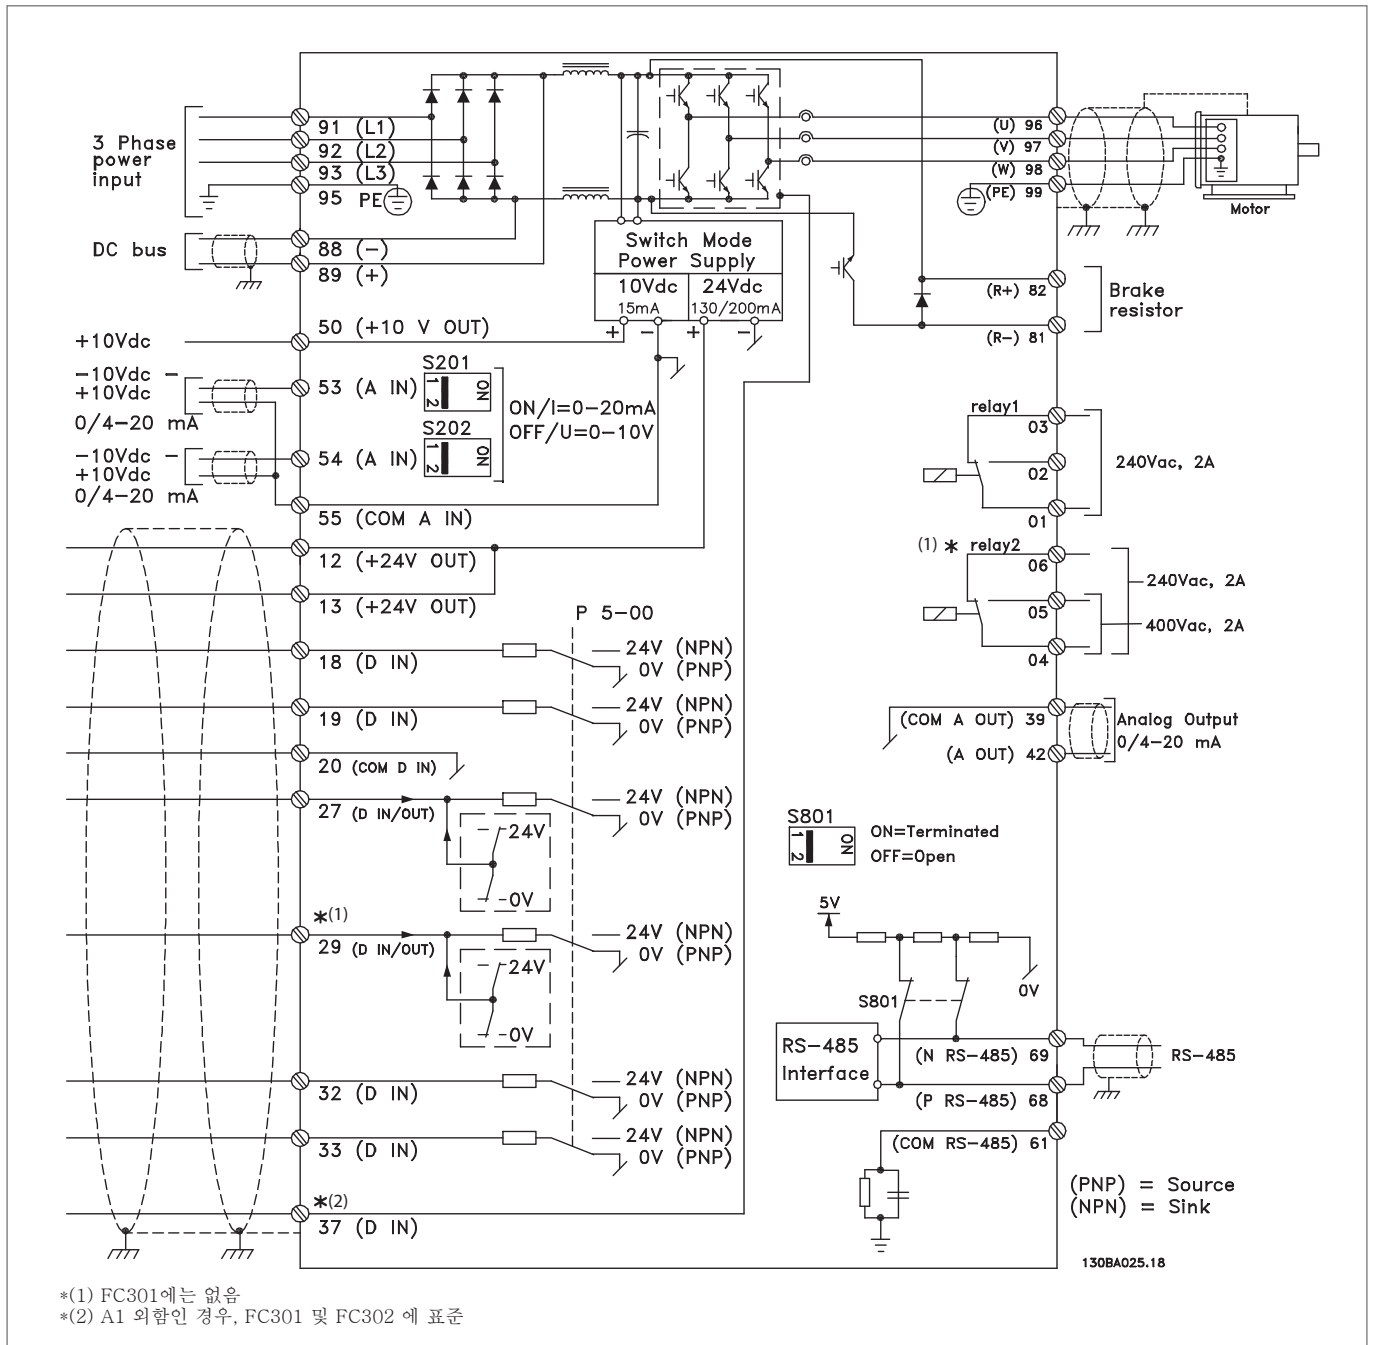 3 Phase
power
input
91 (L1)
92 (L2)
93 (L3)
95 PE
DC bus
88 (−)
89 (+)
+10Vdc
50 (+10 V OUT)
−10Vdc −
+10Vdc
0/4−20 mA
53 (A IN)
S201
1 2 ON
−10Vdc −
+10Vdc
0/4−20 mA
54 (A IN)
S202
1 2 ON
ON/I=0−20mA
OFF/U=0−10V
55 (COM A IN)
12 (+24V OUT)
13 (+24V OUT)
P 5−00
18 (D IN)
24V (NPN)
0V (PNP)
19 (D IN)
24V (NPN)
0V (PNP)
20 (COM D IN)
27 (D IN/OUT)
24V (NPN)
0V (PNP)
24V
0V
*(1)
29 (D IN/OUT)
24V (NPN)
0V (PNP)
24V
0V
32 (D IN)
24V (NPN)
0V (PNP)
33 (D IN)
24V (NPN)
0V (PNP)
*(2)
37 (D IN)
Switch Mode
Power Supply
10Vdc
15mA
24Vdc
130/200mA
+ − + −
(U) 96
(V) 97
(W) 98
(PE) 99
Motor
(R+) 82
(R−) 81
Brake
resistor
relay1
03
02
01
240Vac, 2A
(1) * relay2
06
05
04
240Vac, 2A
400Vac, 2A
(COM A OUT) 39
(A OUT) 42
Analog Output
0/4−20 mA
S801
1 2 ON
ON=Terminated
OFF=Open
5V
0V
S801
RS−485
Interface
(N RS−485) 69
(P RS−485) 68
RS−485
(COM RS−485) 61
(PNP) = Source
(NPN) = Sink
130BA025.18
*(1) FC301에는 없음
*(2) A1 외함인 경우, FC301 및 FC302 에 표준